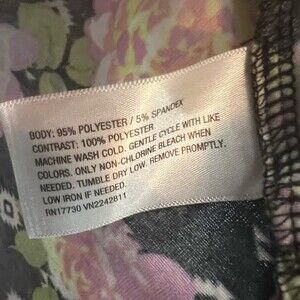 BODY: 95% POLYESTER / 5% SPANDEX
CONTRAST: 100% POLYESTER
MACHINE WASH COLD. GENTLE CYCLE WITH LIKE
COLORS. ONLY NON-CHLORINE BLEACH WHEN
NEEDED. TUMBLE DRY LOW. REMOVE PROMPTLY.
LOW IRON IF NEEDED.
RN17730 VN2242811